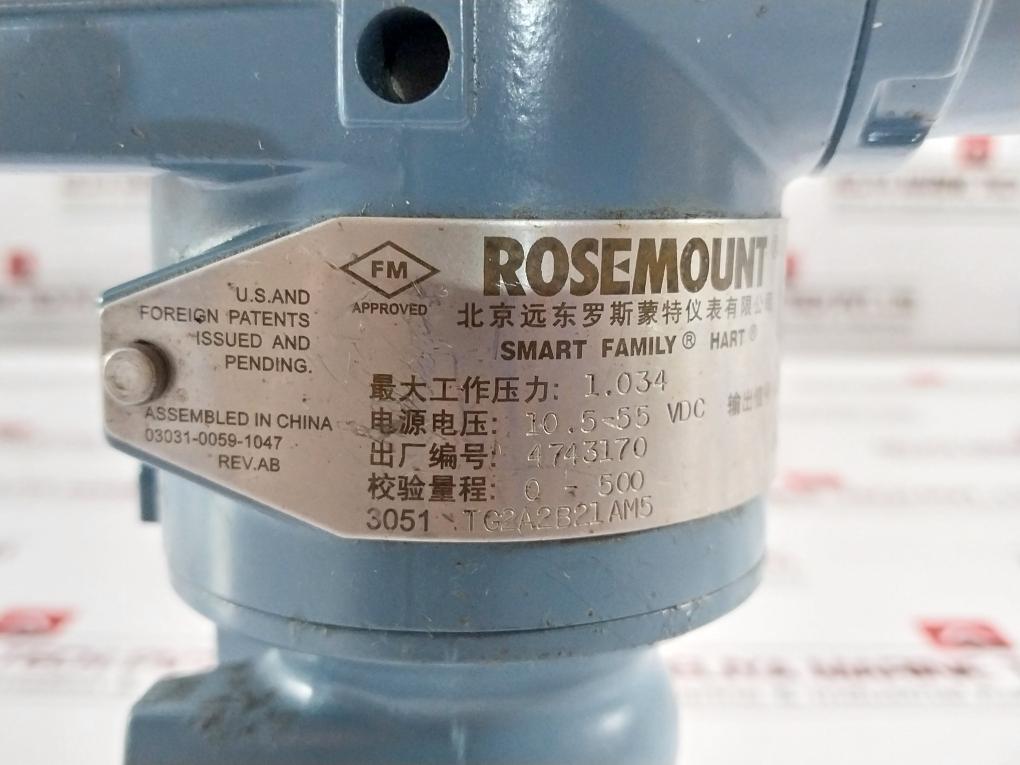 U.S.AND
FOREIGN PATENTS
ISSUED AND
PENDING.
ASSEMBLED IN CHINA
03031-0059-1047
REV.AB
FM
APPROVED
ROSEMOUNT
北京远东罗斯蒙特仪表有限公司
SMART FAMILY® HART®
最大工作压力: 1.034
电源电压: 10.5-55 VDC 输出
出厂编号: 4743170
校验量程: 0 - 500
3051 TG2A2B21AM5